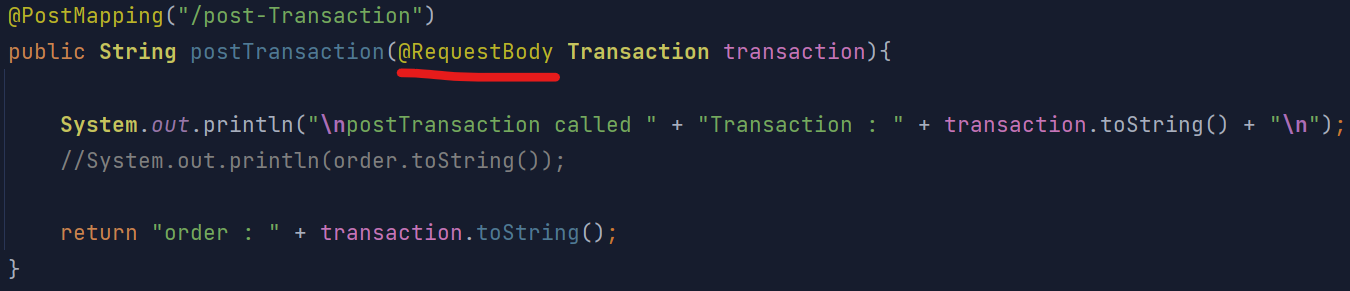 @PostMapping("/post-Transaction")
public String postTransaction(@RequestBody Transaction transaction){
System.out.println("\npostTransaction called " + "Transaction : " + transaction.toString() + "\n");
//System.out.println(order.toString());
return "order : " + transaction.toString();
}